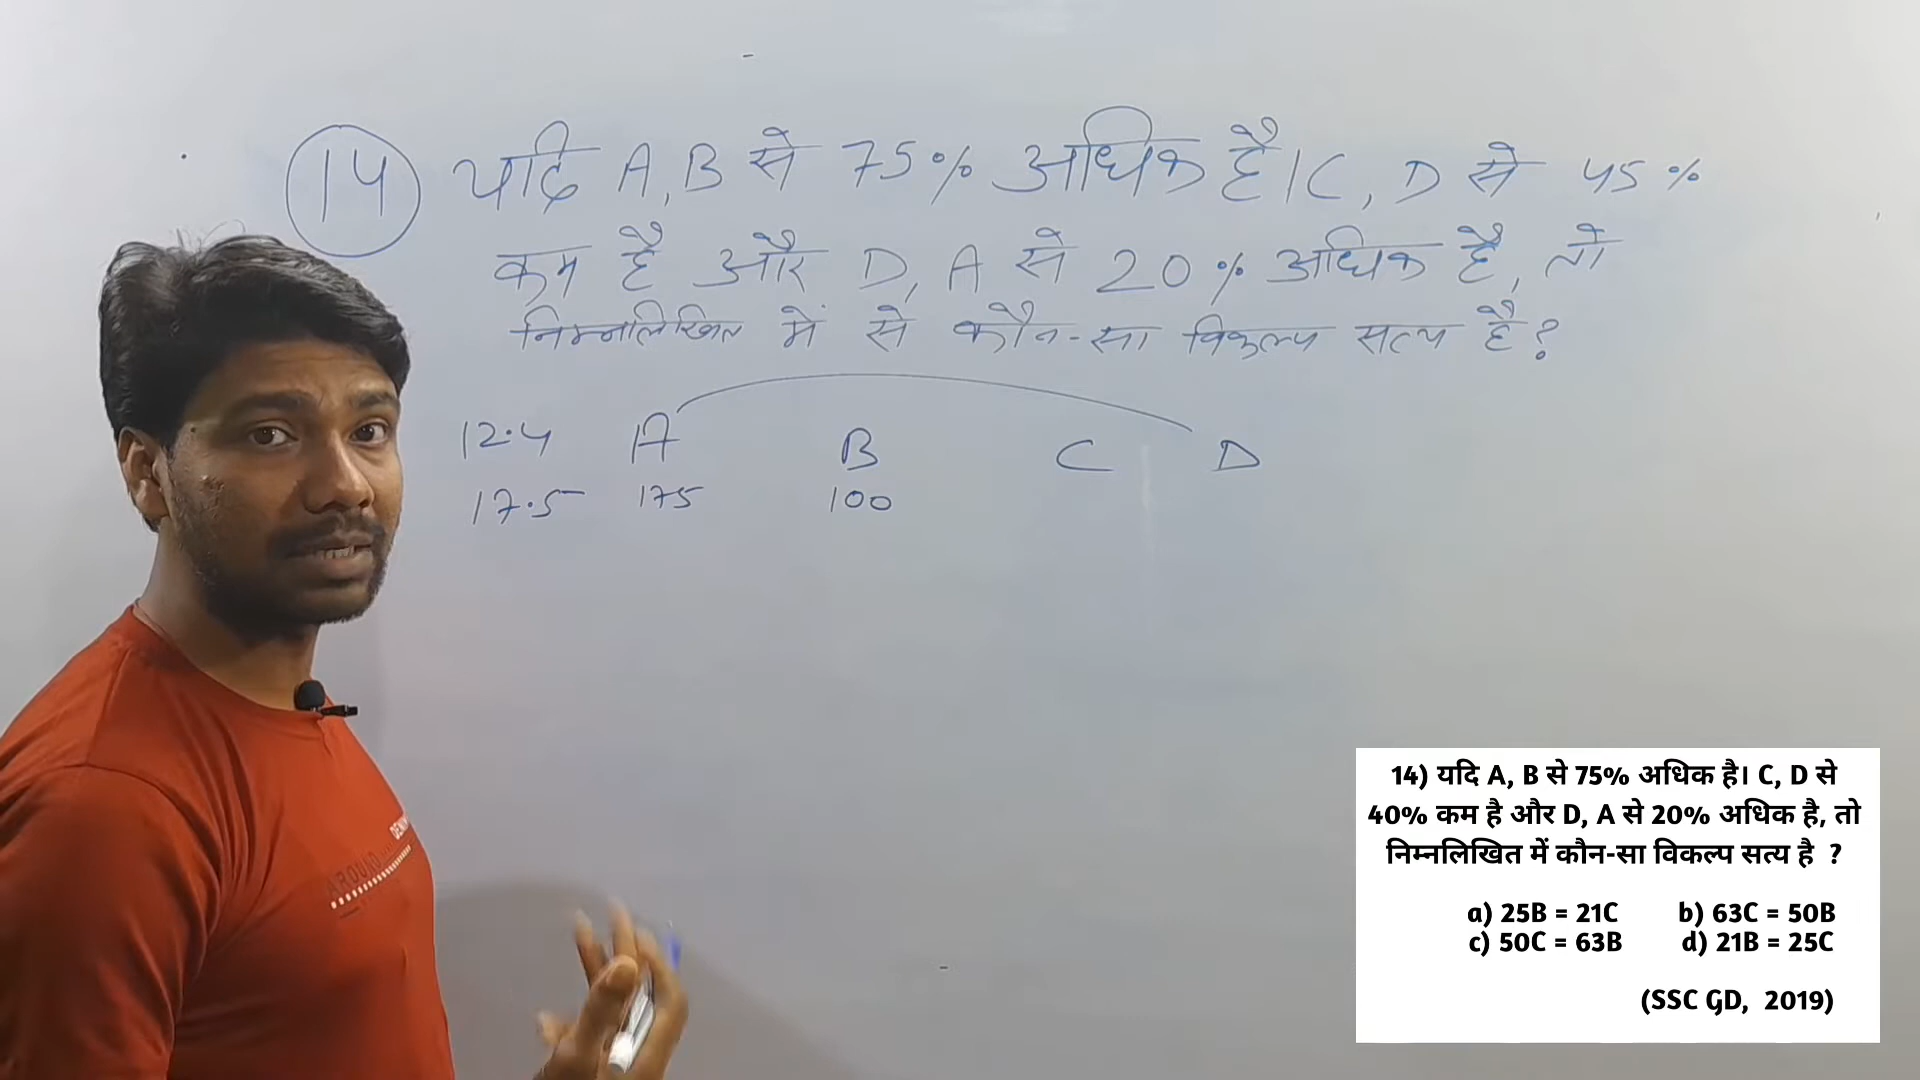 14 यदि A, B से 75% अधिक है। C, D से 45%
कम है और D, A से 20% अधिक है, तो
निम्नलिखित में से कौन-सा विकल्प सत्य है?
12.4 A B C D
17.5 175 100
14) यदि A, B से 75% अधिक है। C, D से
40% कम है और D, A से 20% अधिक है, तो
निम्नलिखित में कौन-सा विकल्प सत्य है ?
a) 25B = 21C b) 63C = 50B
c) 50C = 63B d) 21B = 25C
(SSC GD, 2019)